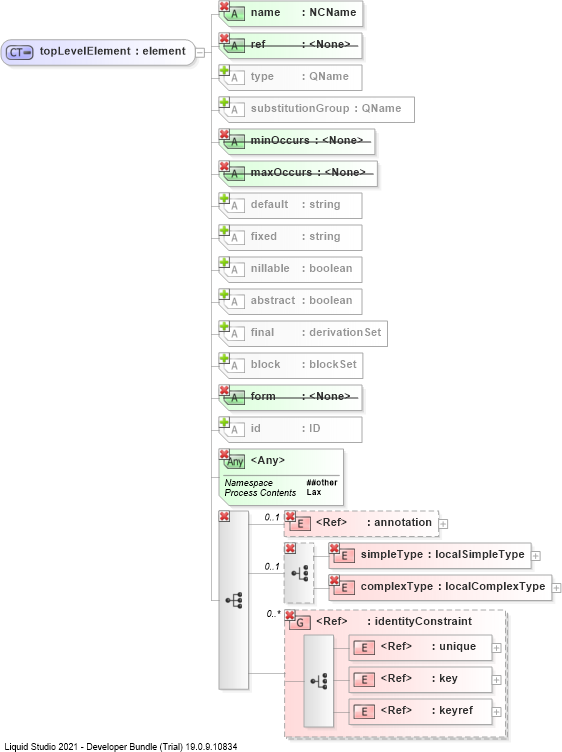 A name : NCName
CT topLevelElement : element
A ref : <None>
A type : QName
A substitutionGroup : QName
A minOccurs : <None>
A maxOccurs : <None>
A default : string
A fixed : string
A nillable : boolean
A abstract : boolean
A final : derivationSet
A block : blockSet
A form : <None>
A id : ID
Any <Any>
Namespace ##other
Process Contents Lax
0..1 E <Ref> : annotation
E simpleType : localSimpleType
0..1
E complexType : localComplexType
0..* G <Ref> : identityConstraint
E <Ref> : unique
E <Ref> : key
E <Ref> : keyref
Liquid Studio 2021 - Developer Bundle (Trial) 19.0.9.10834